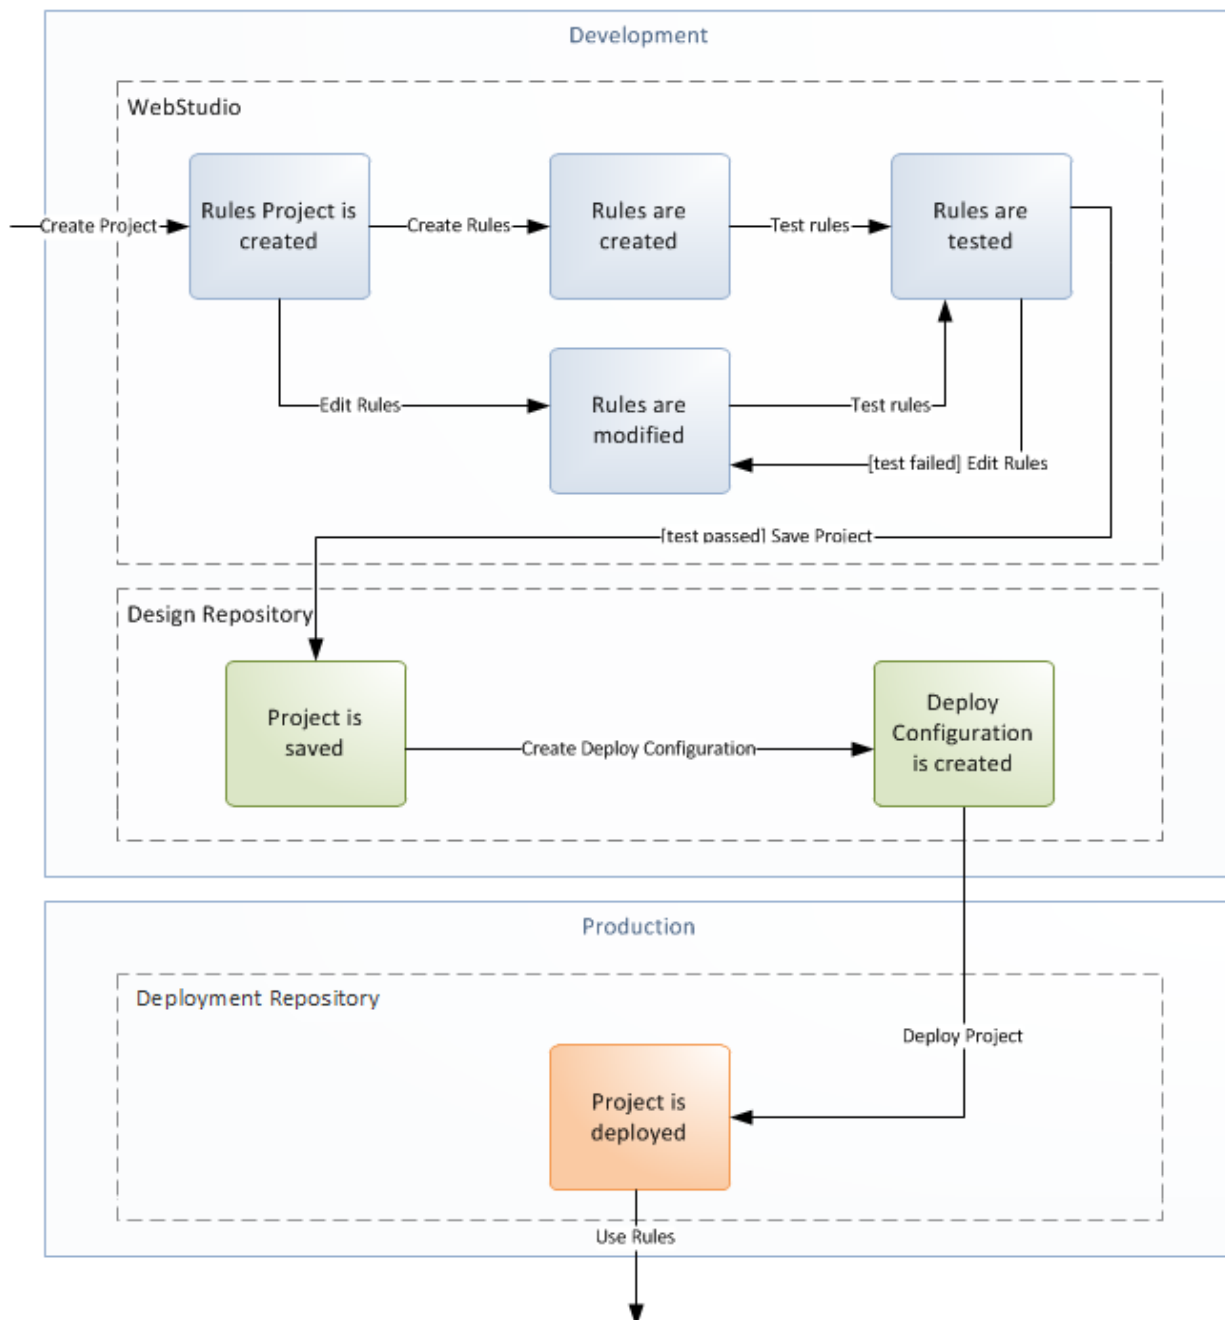 Development
WebStudio
Create Project
Rules Project is
created
Create Rules
Rules are
created
Test rules
Rules are
tested
Edit Rules
Rules are
modified
Test rules
[test failed] Edit Rules
[test passed] Save Project
Design Repository
Project is
saved
Create Deploy Configuration
Deploy
Configuration
is created
Production
Deployment Repository
Deploy Project
Project is
deployed
Use Rules